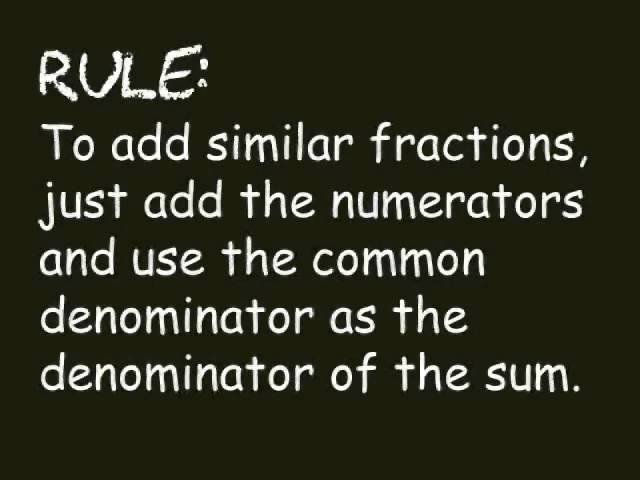 RULE:
To add similar fractions,
just add the numerators
and use the common
denominator as the
denominator of the sum.